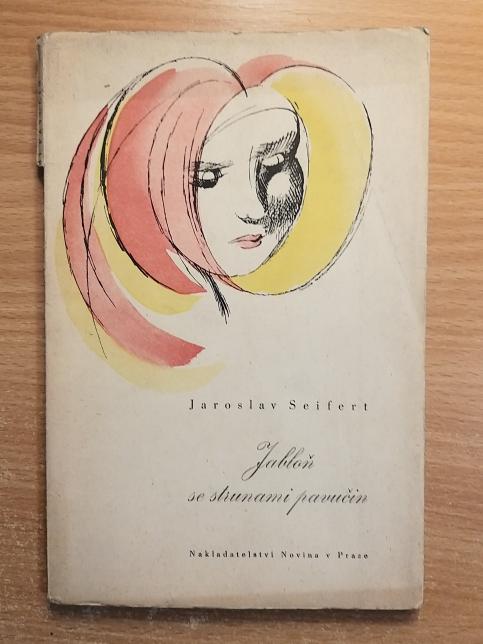 Jaroslav Seifert
Jabloň
se strunami pavučin
Nakladatelství Novina v Praze